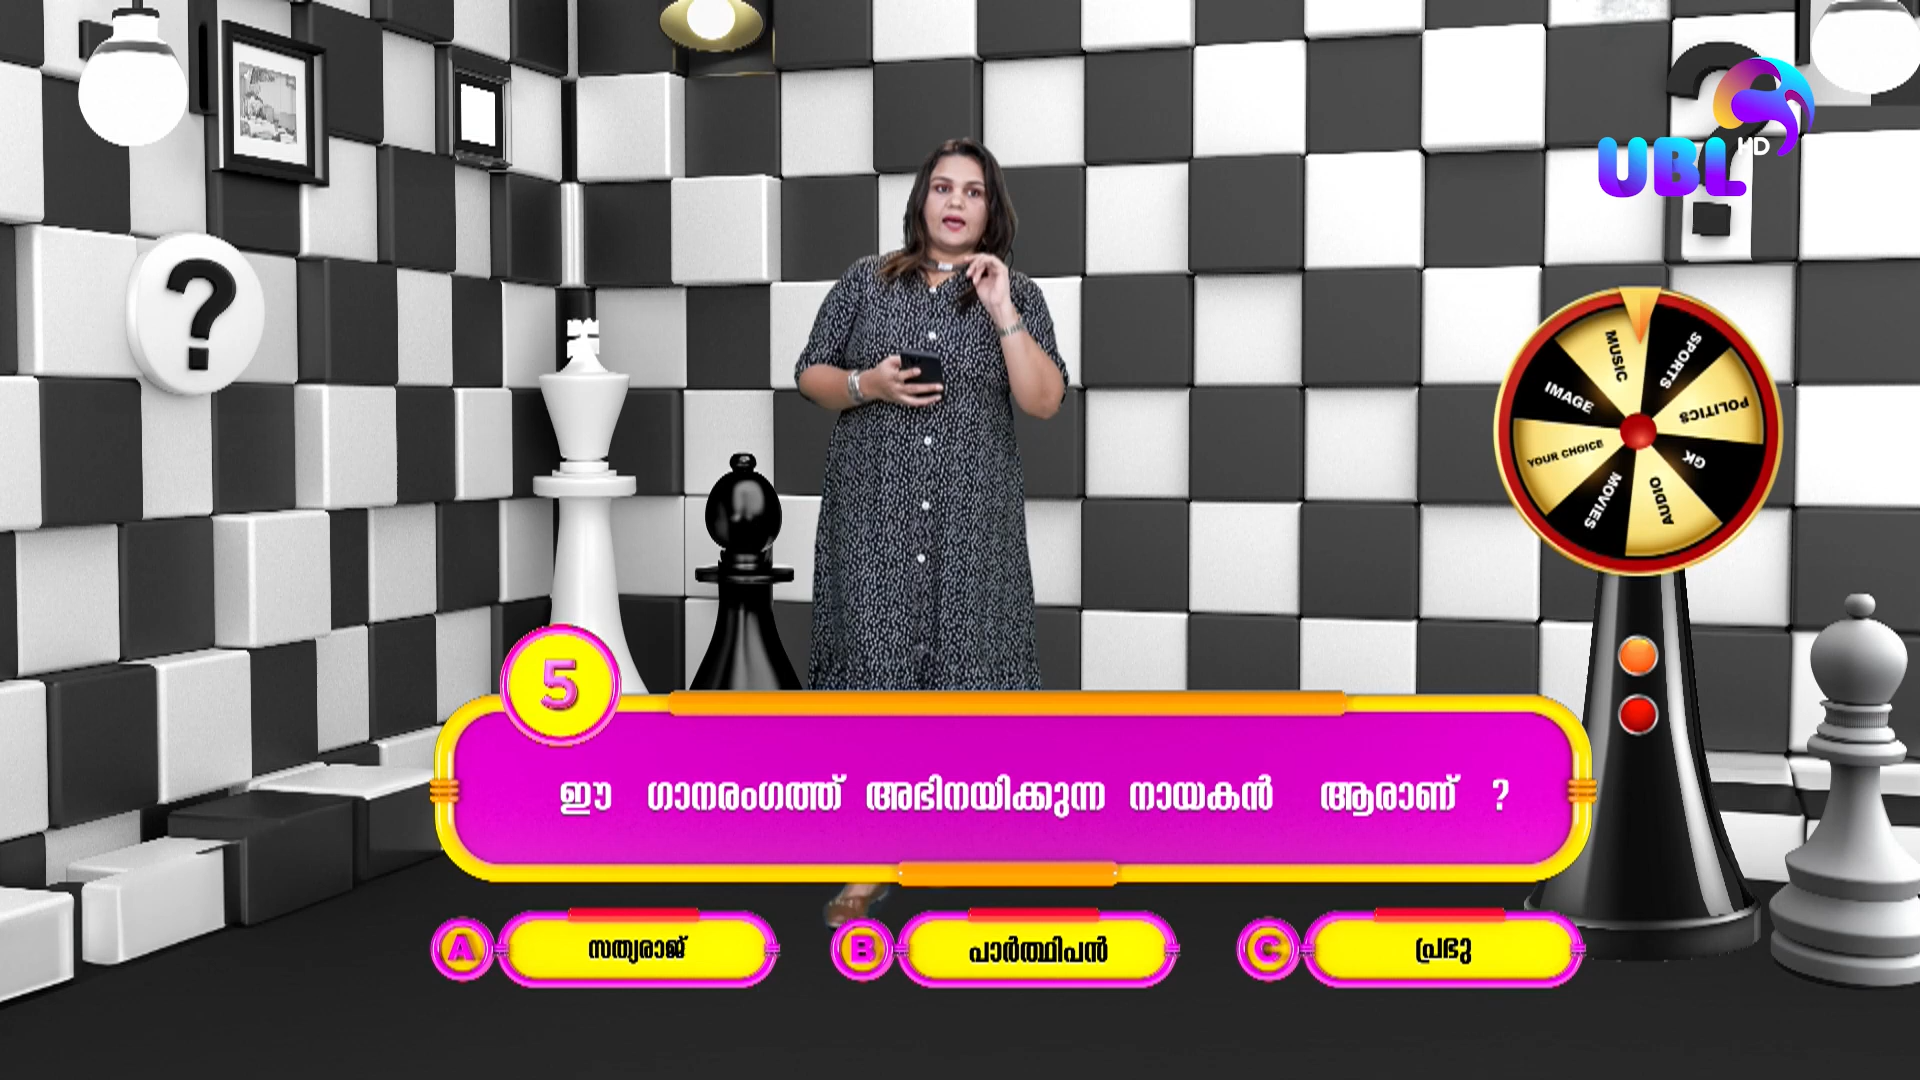 UBL HD
?
MUSIC
SPORTS
POLITICS
GK
AUDIO
MOVIES
YOUR CHOICE
IMAGE
5
ഈ ഗാനരംഗത്ത് അഭിനയിക്കുന്ന നായകൻ ആരാണ് ?
A സത്യരാജ്
B പാർത്ഥിപൻ
C പ്രഭു